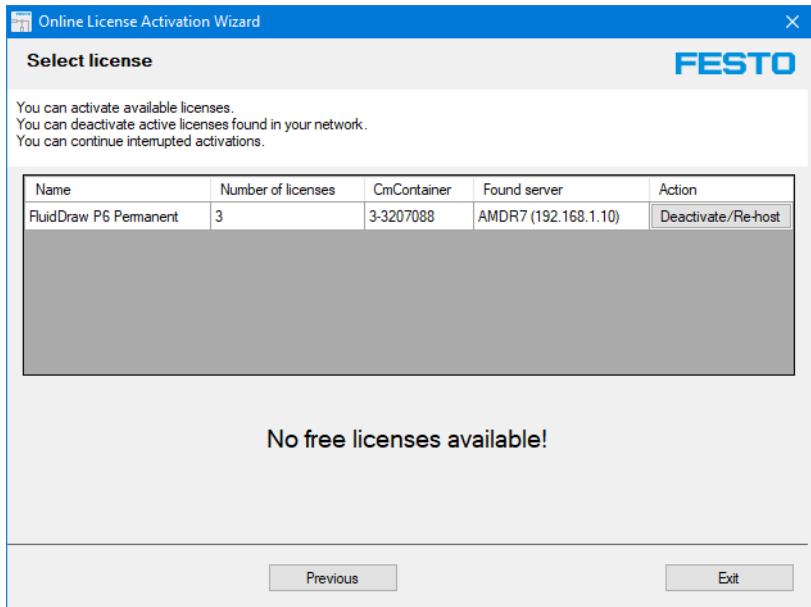 Online License Activation Wizard
Select license
FESTO
You can activate available licenses.
You can deactivate active licenses found in your network.
You can continue interrupted activations.
Name Number of licenses CmContainer Found server Action
FluidDraw P6 Permanent 3 3-3207088 AMDR7 (192.168.1.10) Deactivate/Re-host
No free licenses available!
Previous Exit